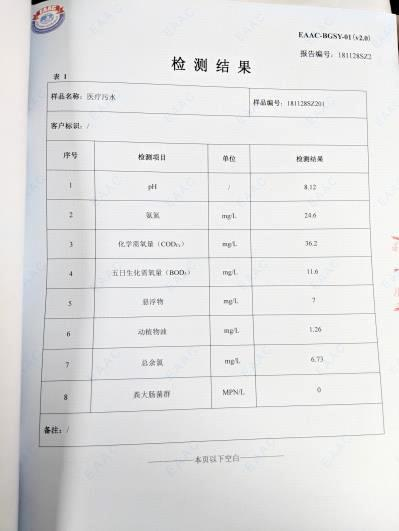 EAAC
EAAC-BGSY-01(v2.0)
报告编号：181128SZ2
检测结果
表 1
样品名称：医疗污水 样品编号：181128SZ201
客户标识：/
序号 检测项目 单位 检测结果
1 pH / 8.12
2 氨氮 mg/L 24.6
3 化学需氧量（CODCr） mg/L 36.2
4 五日生化需氧量（BOD5） mg/L 11.6
5 悬浮物 mg/L 7
6 动植物油 mg/L 1.26
7 总余氯 mg/L 6.73
8 粪大肠菌群 MPN/L 0
备注：/
本页以下空白